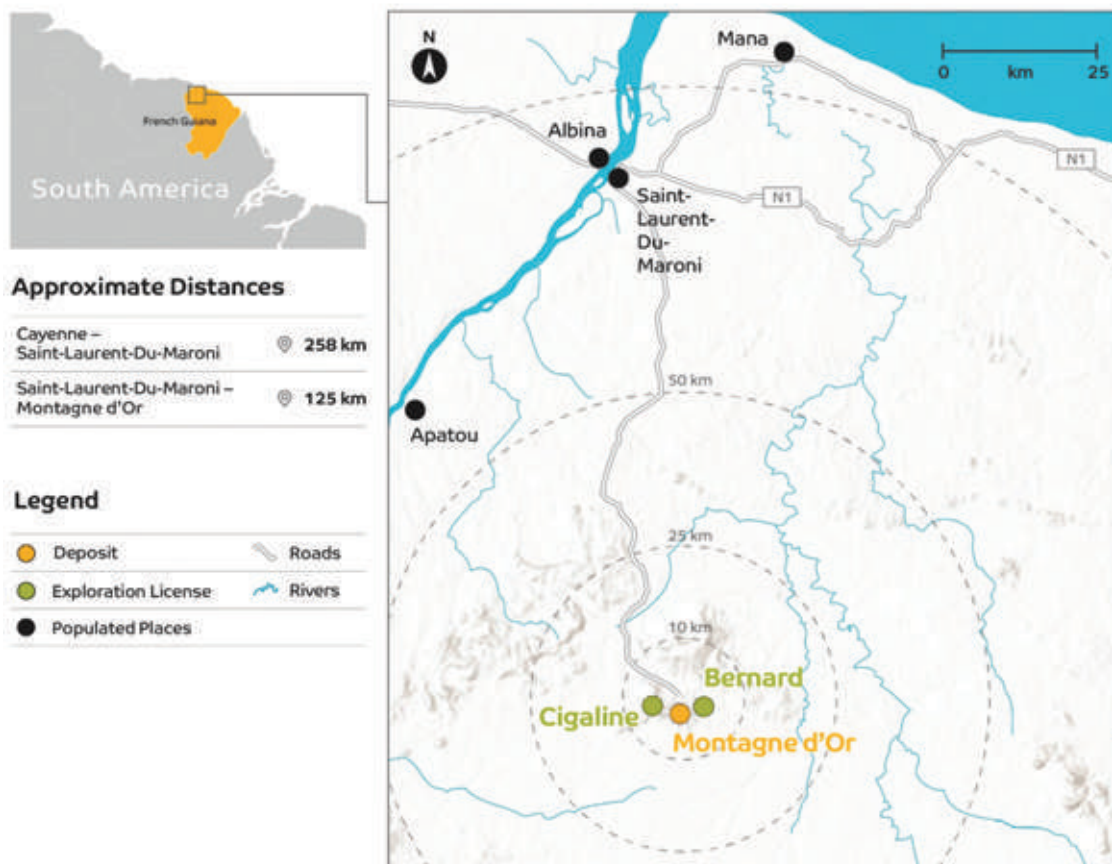 French Guiana
South America
Approximate Distances
Cayenne –
Saint-Laurent-Du-Maroni
258 km
Saint-Laurent-Du-Maroni –
Montagne d'Or
125 km
Legend
Deposit
Roads
Exploration License
Rivers
Populated Places
N
Mana
0
km
25
Albina
N1
Saint-
Laurent-
Du-
Maroni
N1
50 km
Apatou
25 km
10 km
Bernard
Cigaline
Montagne d'Or